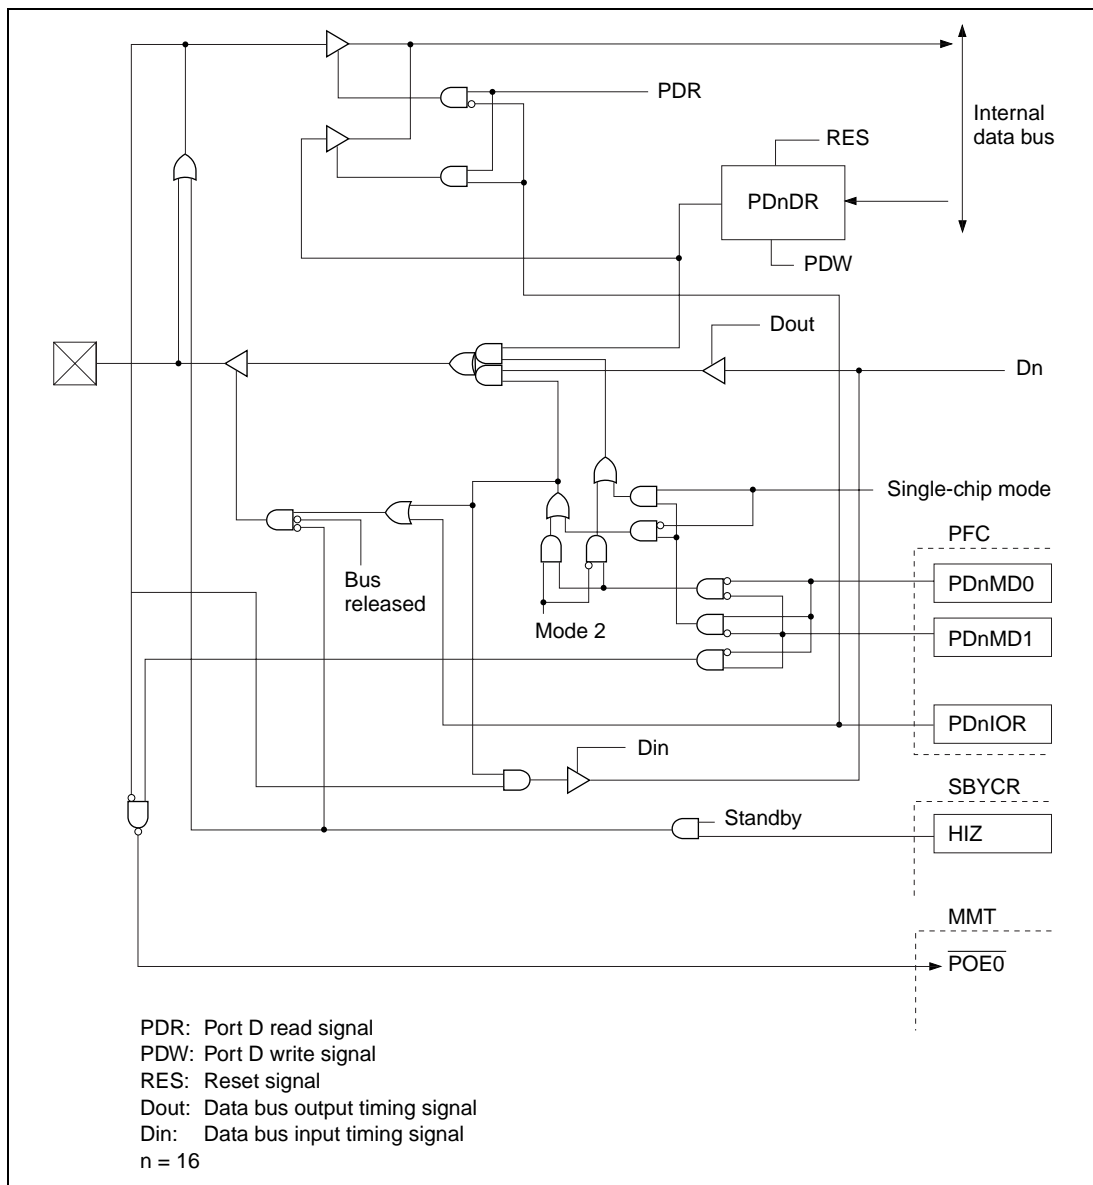 PDR
Internal
data bus
RES
PDnDR
PDW
Dout
Dn
Single-chip mode
PFC
PDnMD0
Bus
released
Mode 2
PDnMD1
PDnIOR
Din
SBYCR
Standby
HIZ
MMT
POE0
PDR: Port D read signal
PDW: Port D write signal
RES: Reset signal
Dout: Data bus output timing signal
Din: Data bus input timing signal
n = 16